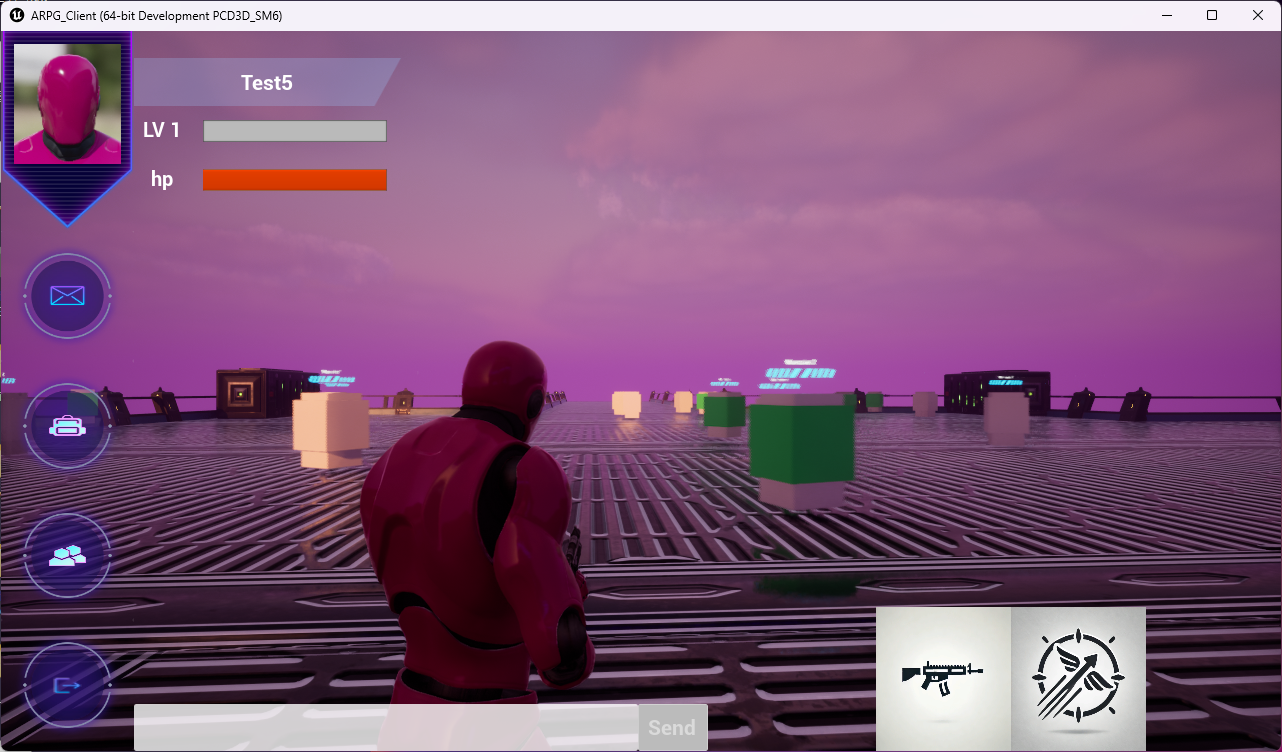 ARPG_Client (64-bit Development PCD3D_SM6)
Test5
LV 1
hp
Send